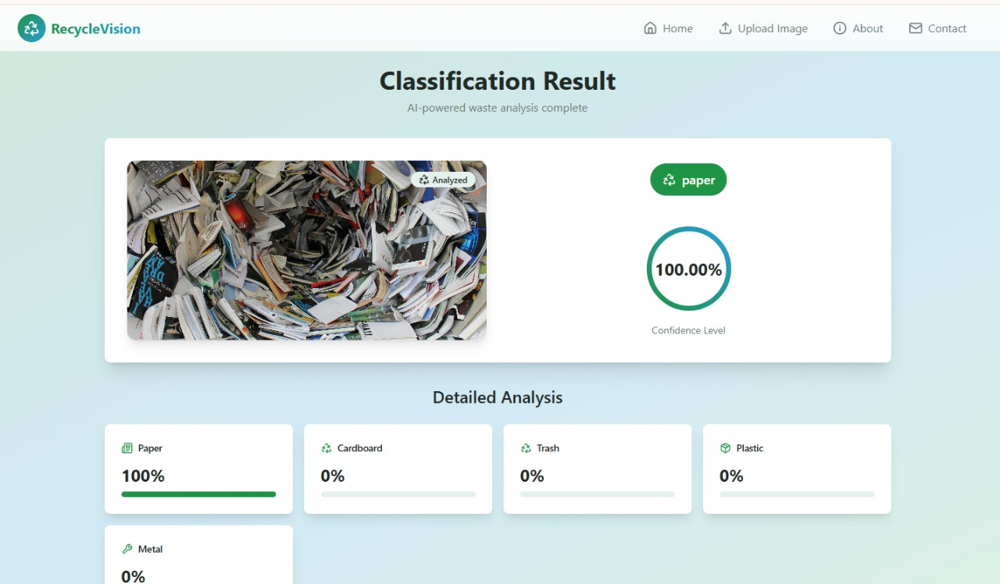 RecycleVision
Home
Upload Image
About
Contact
Classification Result
AI-powered waste analysis complete
Analyzed
paper
100.00%
Confidence Level
Detailed Analysis
Paper
100%
Cardboard
0%
Trash
0%
Plastic
0%
Metal
0%